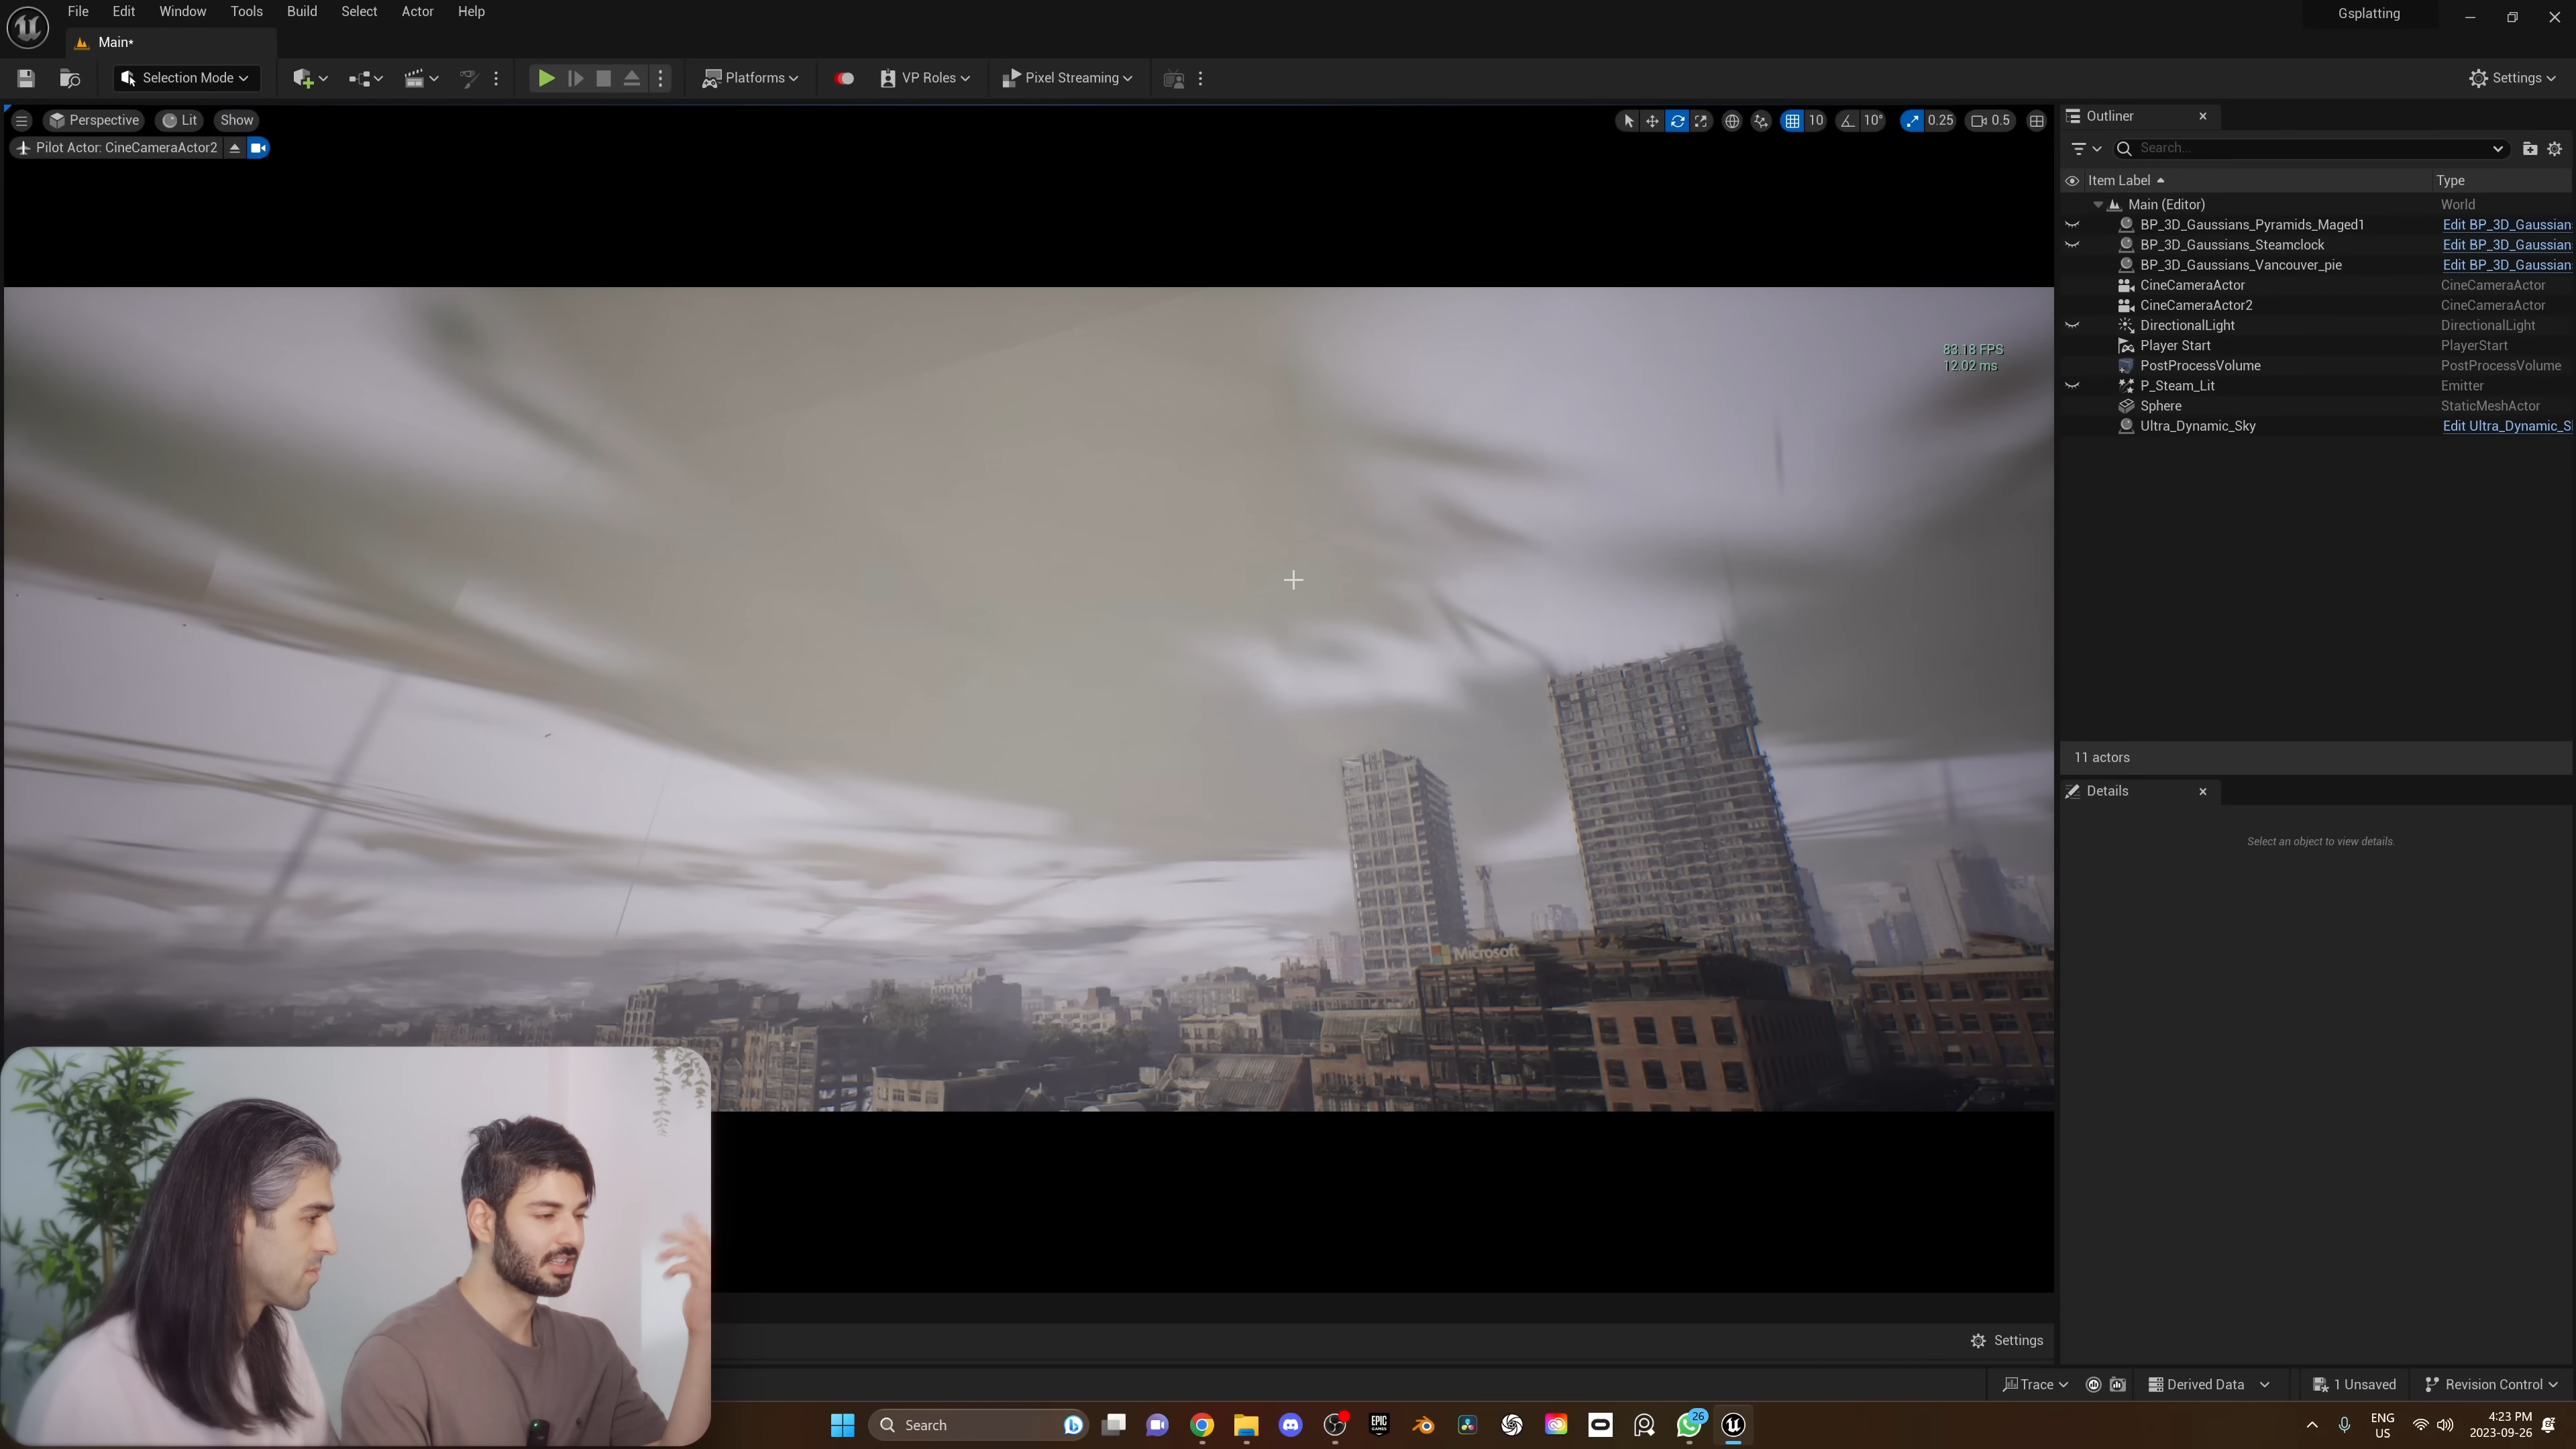 File Edit Window Tools Build Select Actor Help
Gsplatting
Main*
Selection Mode
Platforms
VP Roles
Pixel Streaming
Settings
Perspective Lit Show
10 10° 0.25 0.5
Pilot Actor: CineCameraActor2
83.18 FPS
12.02 ms
Microsoft
Outliner
Search...
Item Label Type
Main (Editor) World
BP_3D_Gaussians_Pyramids_Maged1 Edit BP_3D_Gaussian
BP_3D_Gaussians_Steamclock Edit BP_3D_Gaussian
BP_3D_Gaussians_Vancouver_pie Edit BP_3D_Gaussian
CineCameraActor CineCameraActor
CineCameraActor2 CineCameraActor
DirectionalLight DirectionalLight
Player Start PlayerStart
PostProcessVolume PostProcessVolume
P_Steam_Lit Emitter
Sphere StaticMeshActor
Ultra_Dynamic_Sky Edit Ultra_Dynamic_S
11 actors
Details
Select an object to view details.
Settings
Trace Derived Data 1 Unsaved Revision Control
Search
EPIC GAMES
26
ENG
US
4:23 PM
2023-09-26